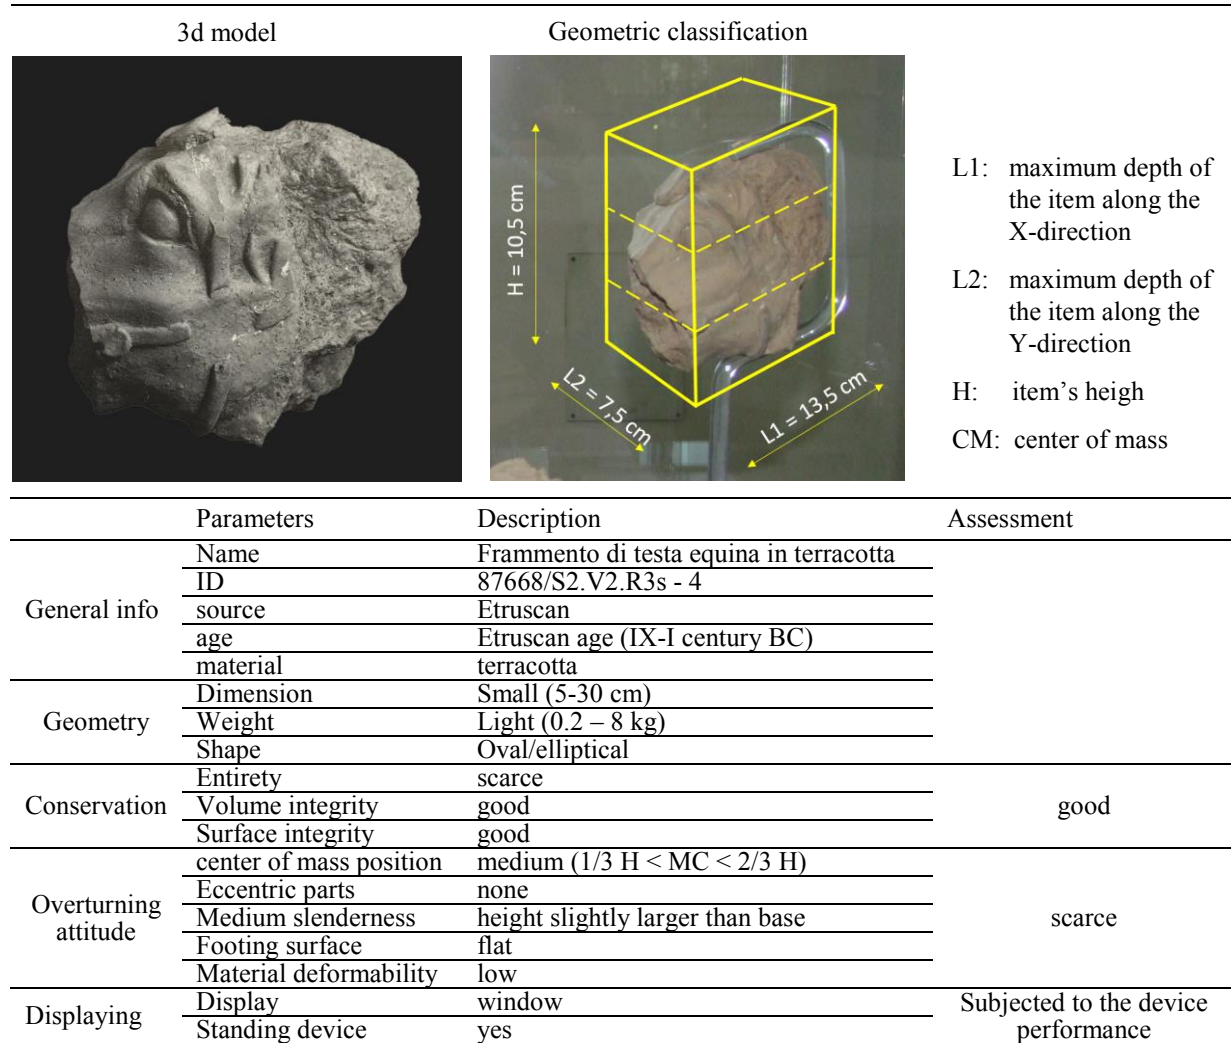 3d model
Geometric classification
H = 10,5 cm
L2 = 7,5 cm
L1 = 13,5 cm
L1: maximum depth of
the item along the
X-direction
L2: maximum depth of
the item along the
Y-direction
H: item’s heigh
CM: center of mass
Parameters Description Assessment
General info
Name Frammento di testa equina in terracotta
ID 87668/S2.V2.R3s - 4
source Etruscan
age Etruscan age (IX-I century BC)
material terracotta
Geometry
Dimension Small (5-30 cm)
Weight Light (0.2 – 8 kg)
Shape Oval/elliptical
Conservation
Entirety scarce
Volume integrity good
Surface integrity good
good
Overturning
attitude
center of mass position medium (1/3 H < MC < 2/3 H)
Eccentric parts none
Medium slenderness height slightly larger than base
Footing surface flat
Material deformability low
scarce
Displaying
Display window
Standing device yes
Subjected to the device
performance